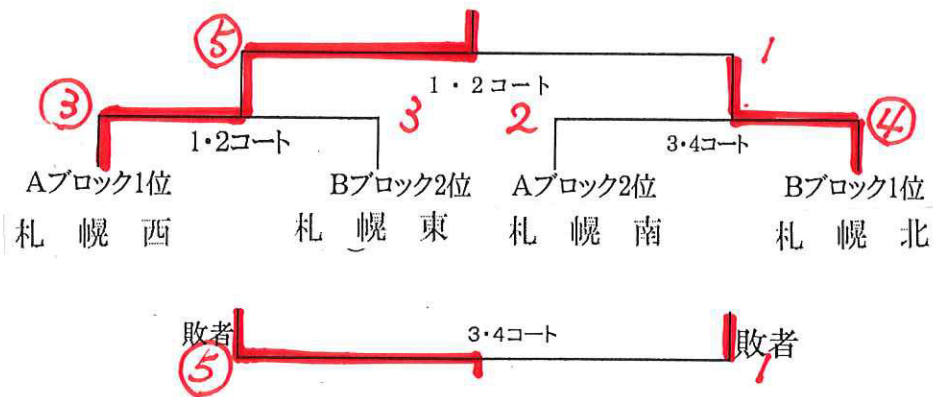 ⑤ 1
1・2コート
③ 3 2 ④
1・2コート 3・4コート
Aブロック1位 Bブロック2位 Aブロック2位 Bブロック1位
札幌西 札幌東 札幌南 札幌北
敗者 3・4コート 敗者
⑤ 1